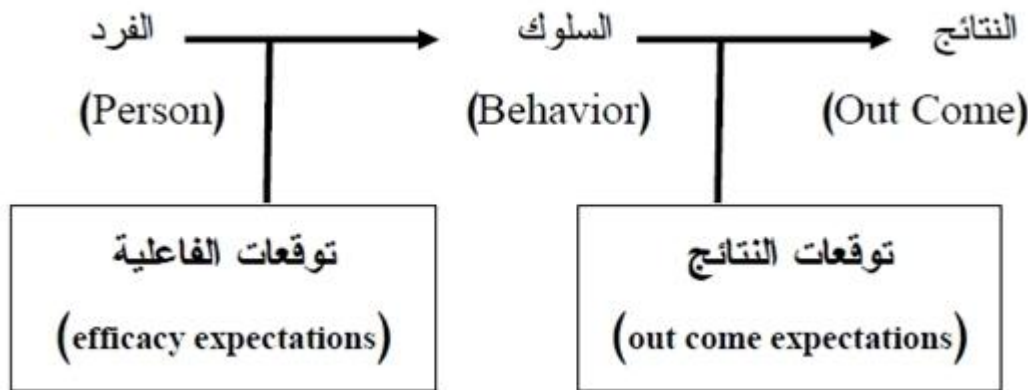 الفرد
السلوك
النتائج
(Person)
(Behavior)
(Out Come)
توقعات الفاعلية
(efficacy expectations)
توقعات النتائج
(out come expectations)